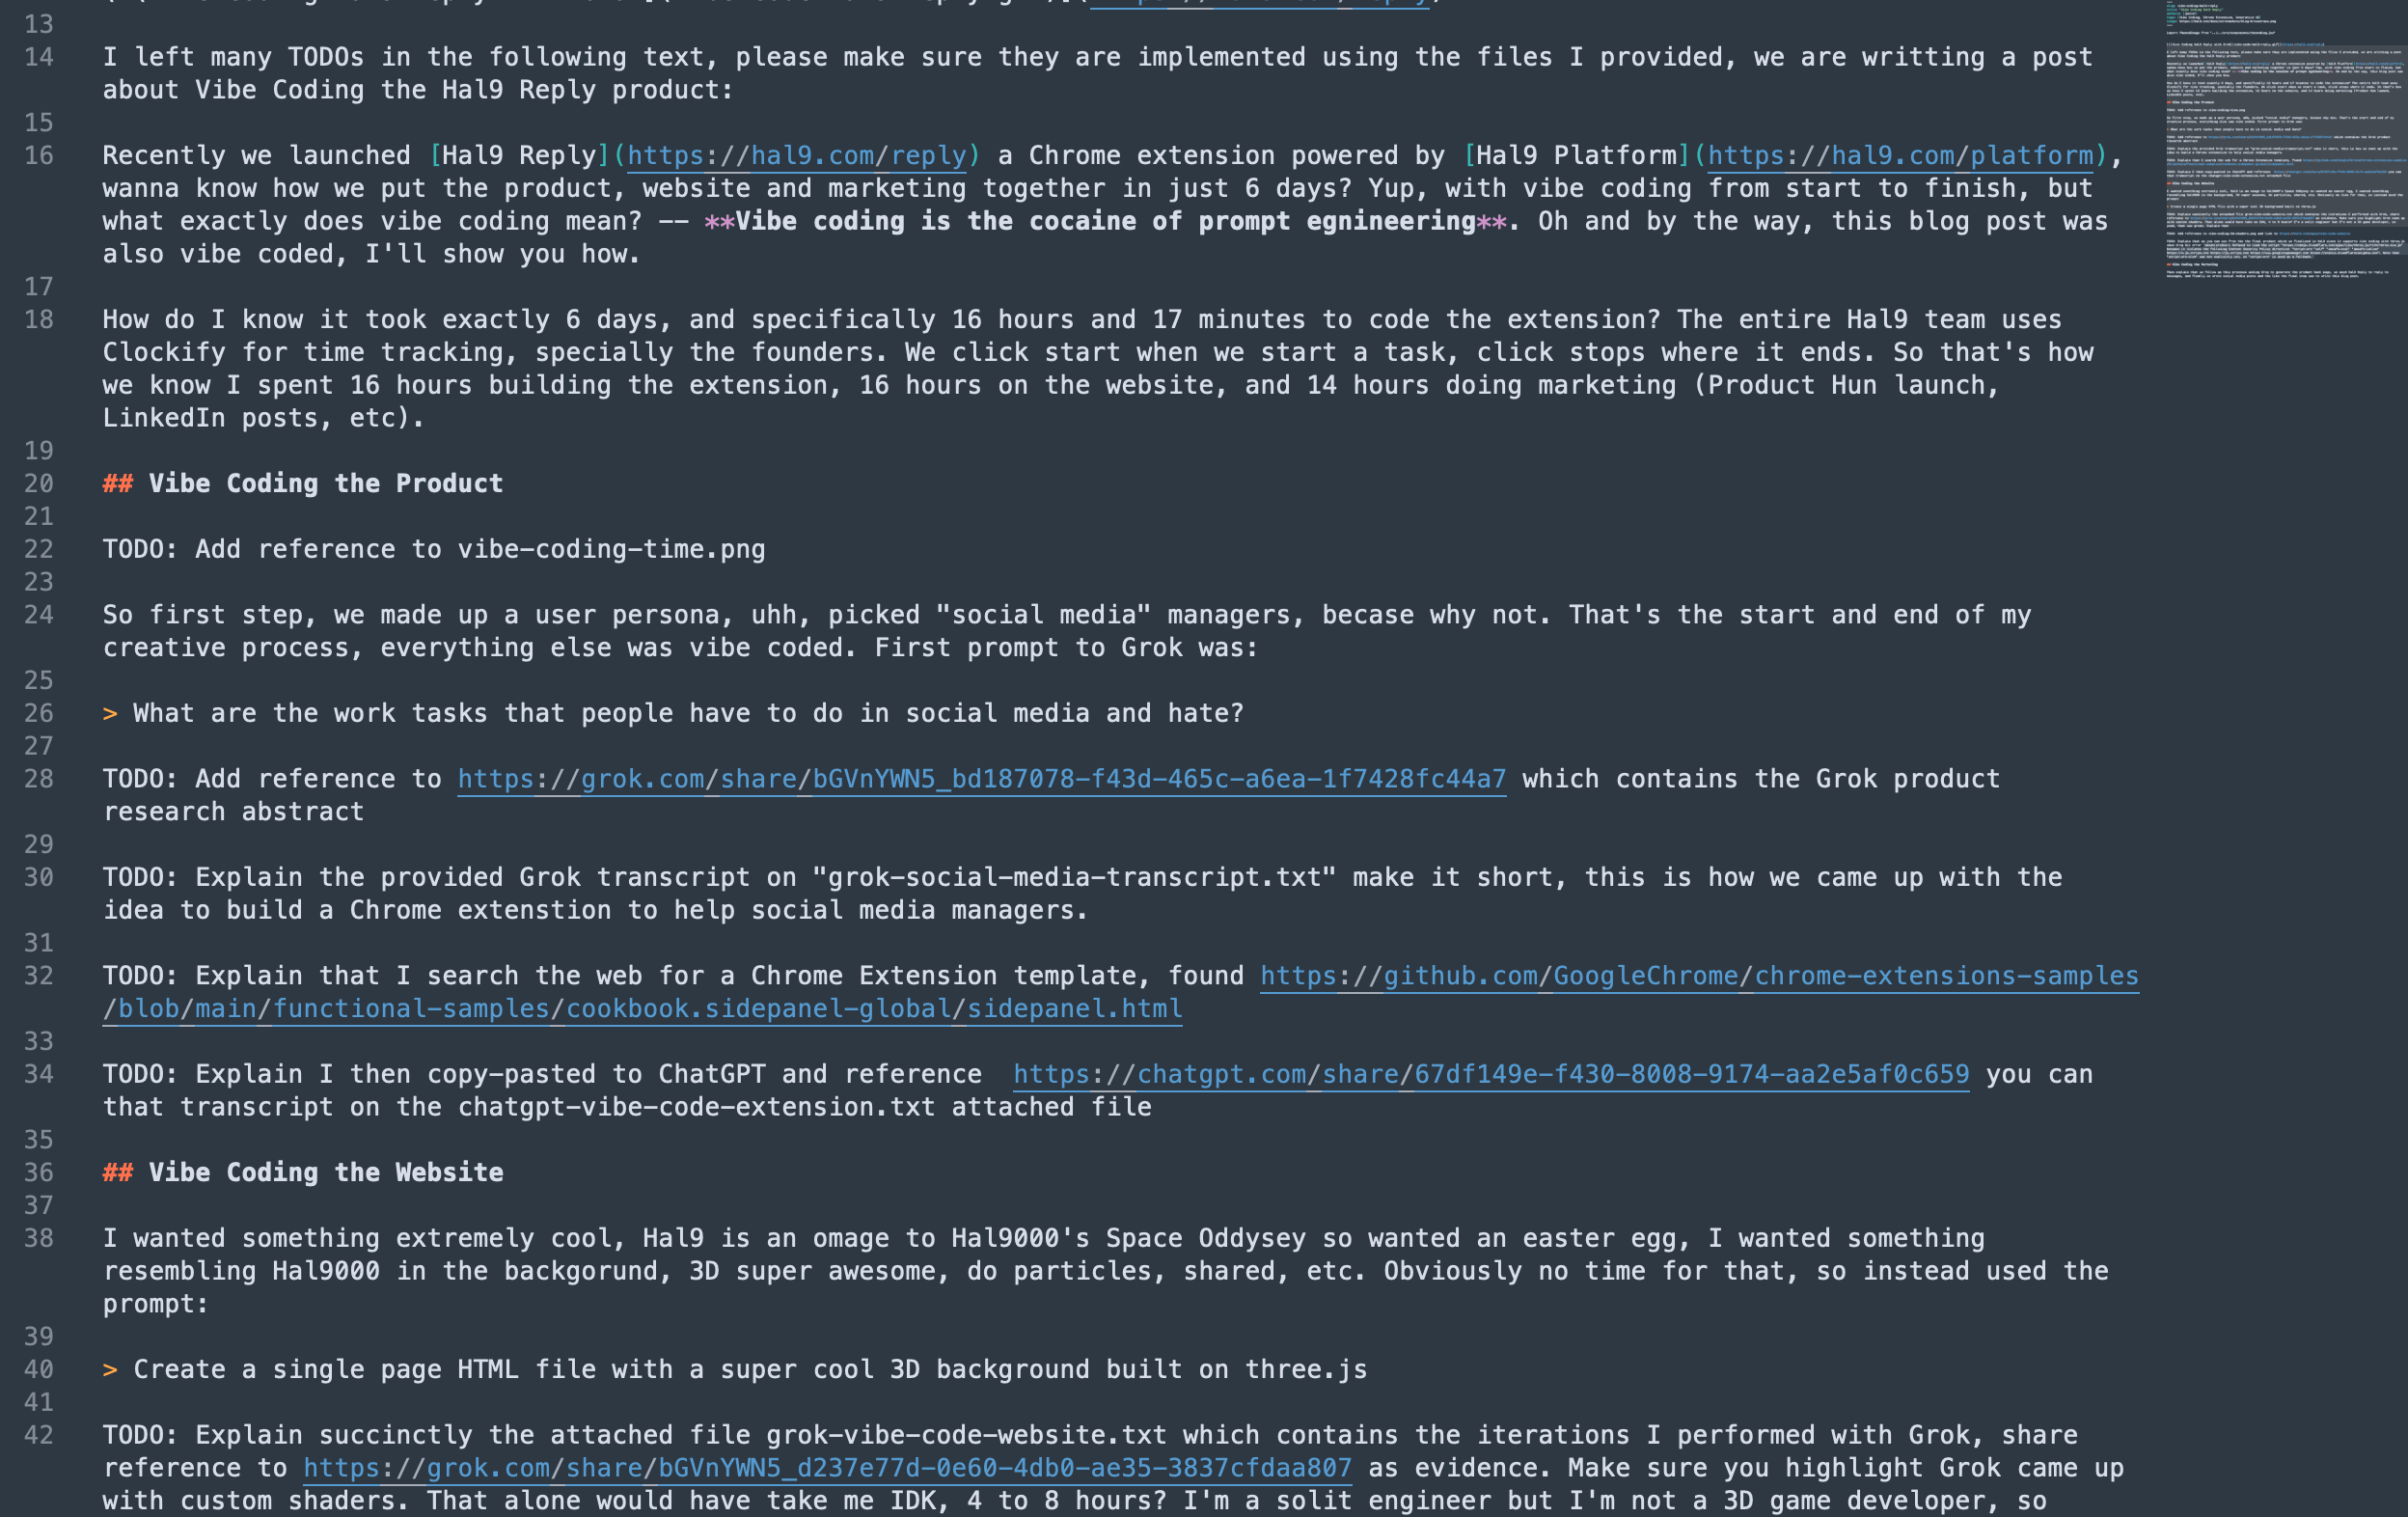 13
14 I left many TODOs in the following text, please make sure they are implemented using the files I provided, we are writting a post
about Vibe Coding the Hal9 Reply product:
15
16 Recently we launched [Hal9 Reply](https://hal9.com/reply) a Chrome extension powered by [Hal9 Platform](https://hal9.com/platform),
wanna know how we put the product, website and marketing together in just 6 days? Yup, with vibe coding from start to finish, but
what exactly does vibe coding mean? -- **Vibe coding is the cocaine of prompt egnineering**. Oh and by the way, this blog post was
also vibe coded, I'll show you how.
17
18 How do I know it took exactly 6 days, and specifically 16 hours and 17 minutes to code the extension? The entire Hal9 team uses
Clockify for time tracking, specially the founders. We click start when we start a task, click stops where it ends. So that's how
we know I spent 16 hours building the extension, 16 hours on the website, and 14 hours doing marketing (Product Hun launch,
LinkedIn posts, etc).
19
20 ## Vibe Coding the Product
21
22 TODO: Add reference to vibe-coding-time.png
23
24 So first step, we made up a user persona, uhh, picked "social media" managers, becase why not. That's the start and end of my
creative process, everything else was vibe coded. First prompt to Grok was:
25
26 > What are the work tasks that people have to do in social media and hate?
27
28 TODO: Add reference to https://grok.com/share/bGVnYWN5_bd187078-f43d-465c-a6ea-1f7428fc44a7 which contains the Grok product
research abstract
29
30 TODO: Explain the provided Grok transcript on "grok-social-media-transcript.txt" make it short, this is how we came up with the
idea to build a Chrome extenstion to help social media managers.
31
32 TODO: Explain that I search the web for a Chrome Extension template, found https://github.com/GoogleChrome/chrome-extensions-samples
/blob/main/functional-samples/cookbook.sidepanel-global/sidepanel.html
33
34 TODO: Explain I then copy-pasted to ChatGPT and reference  https://chatgpt.com/share/67df149e-f430-8008-9174-aa2e5af0c659 you can
that transcript on the chatgpt-vibe-code-extension.txt attached file
35
36 ## Vibe Coding the Website
37
38 I wanted something extremely cool, Hal9 is an omage to Hal9000's Space Oddysey so wanted an easter egg, I wanted something
resembling Hal9000 in the backgorund, 3D super awesome, do particles, shared, etc. Obviously no time for that, so instead used the
prompt:
39
40 > Create a single page HTML file with a super cool 3D background built on three.js
41
42 TODO: Explain succinctly the attached file grok-vibe-code-website.txt which contains the iterations I performed with Grok, share
reference to https://grok.com/share/bGVnYWN5_d237e77d-0e60-4db0-ae35-3837cfdaa807 as evidence. Make sure you highlight Grok came up
with custom shaders. That alone would have take me IDK, 4 to 8 hours? I'm a solit engineer but I'm not a 3D game developer, so